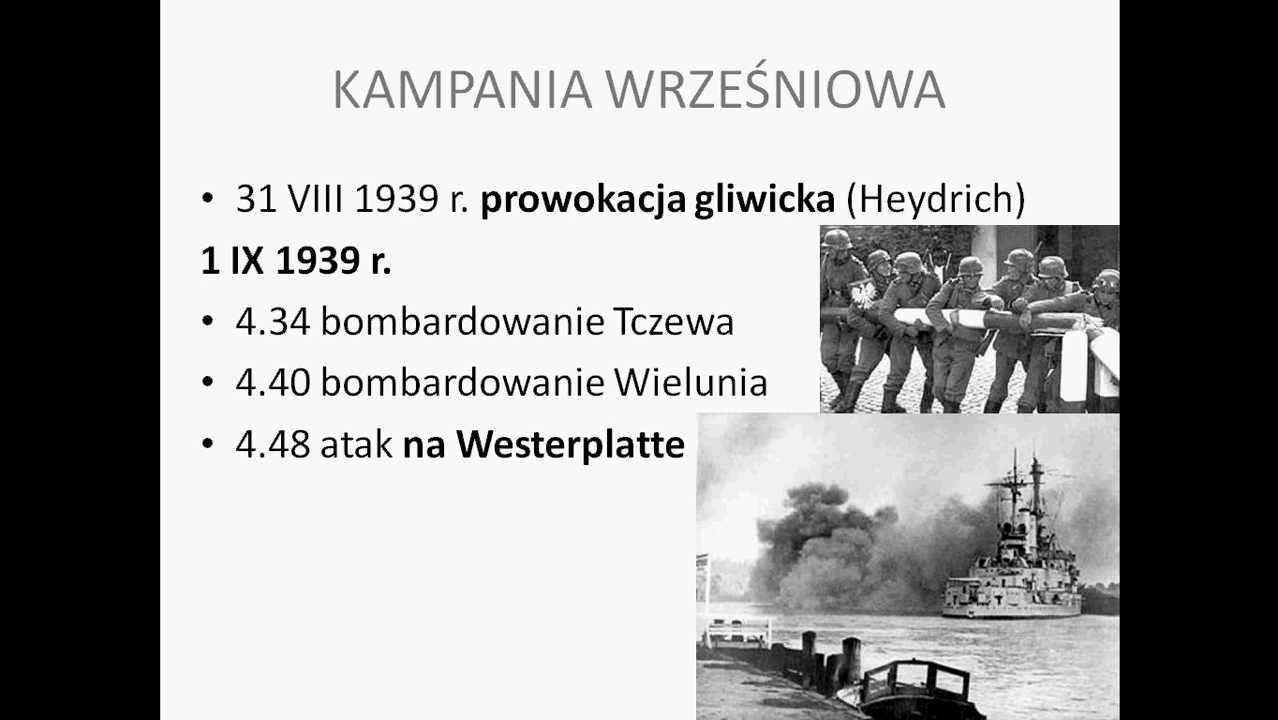 KAMPANIA WRZEŚNIOWA
• 31 VIII 1939 r. prowokacja gliwicka (Heydrich)
1 IX 1939 r.
• 4.34 bombardowanie Tczewa
• 4.40 bombardowanie Wielunia
• 4.48 atak na Westerplatte